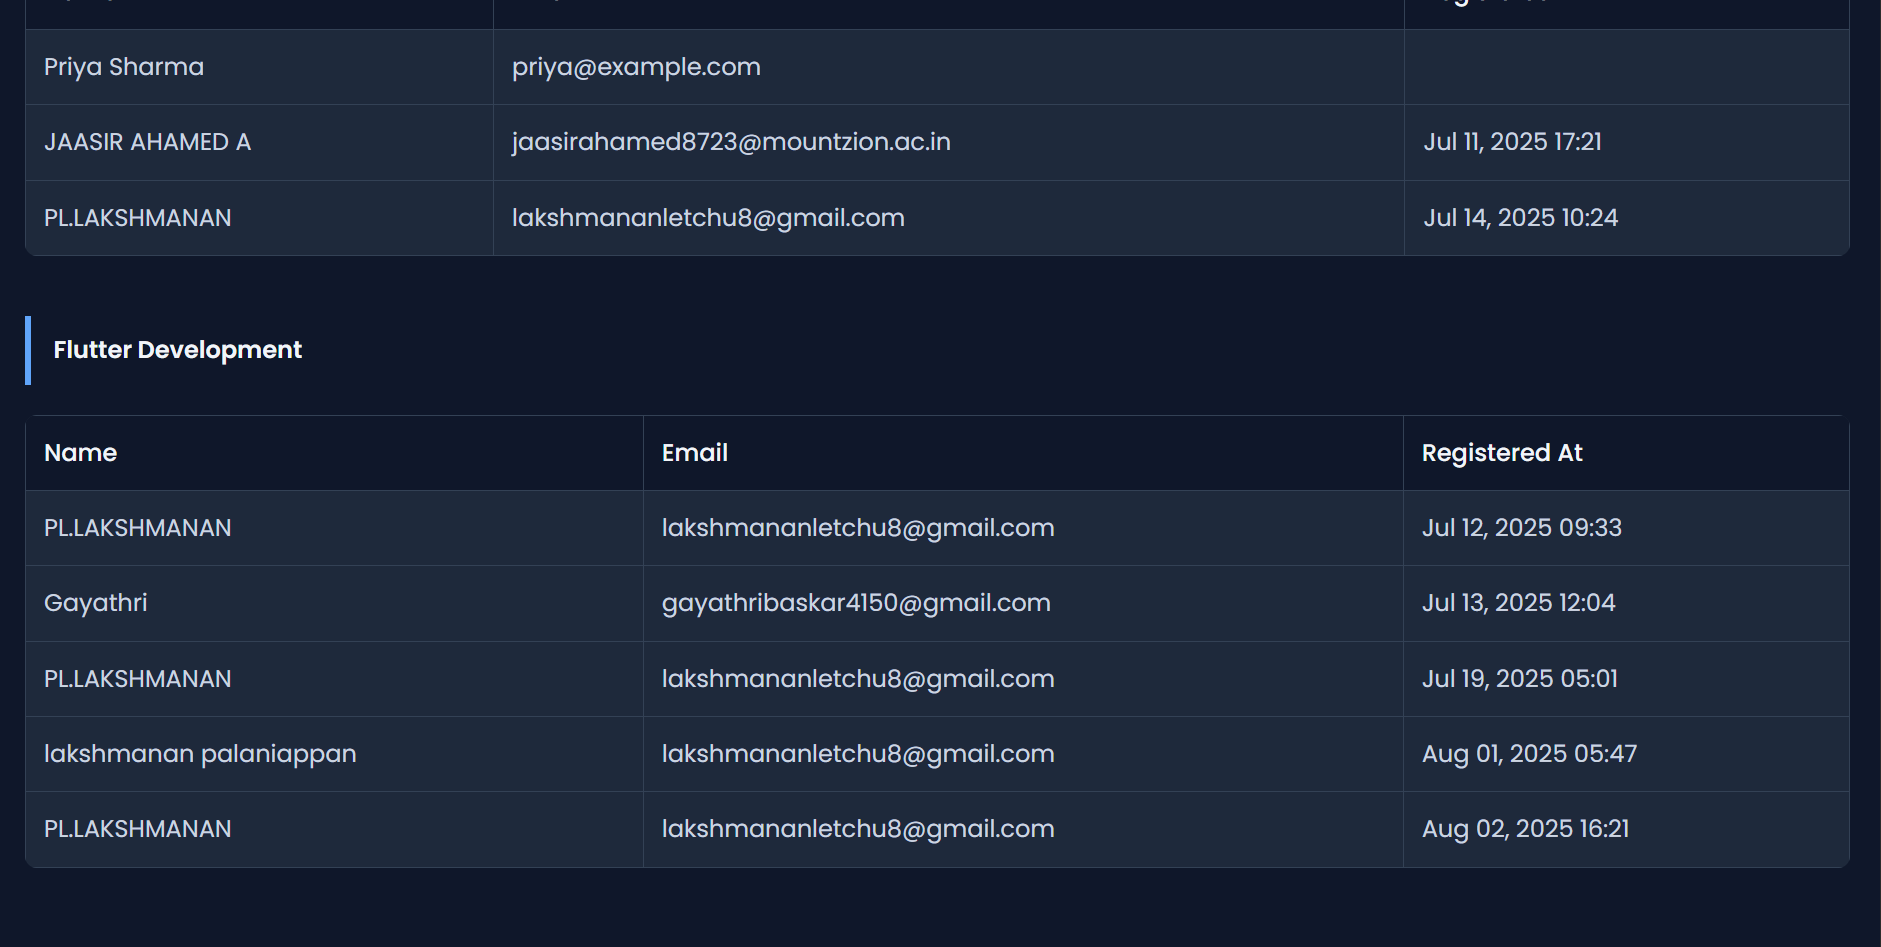 Priya Sharma priya@example.com
JAASIR AHAMED A jaasirahamed8723@mountzion.ac.in Jul 11, 2025 17:21
PL.LAKSHMANAN lakshmananletchu8@gmail.com Jul 14, 2025 10:24
Flutter Development
Name Email Registered At
PL.LAKSHMANAN lakshmananletchu8@gmail.com Jul 12, 2025 09:33
Gayathri gayathribaskar4150@gmail.com Jul 13, 2025 12:04
PL.LAKSHMANAN lakshmananletchu8@gmail.com Jul 19, 2025 05:01
lakshmanan palaniappan lakshmananletchu8@gmail.com Aug 01, 2025 05:47
PL.LAKSHMANAN lakshmananletchu8@gmail.com Aug 02, 2025 16:21